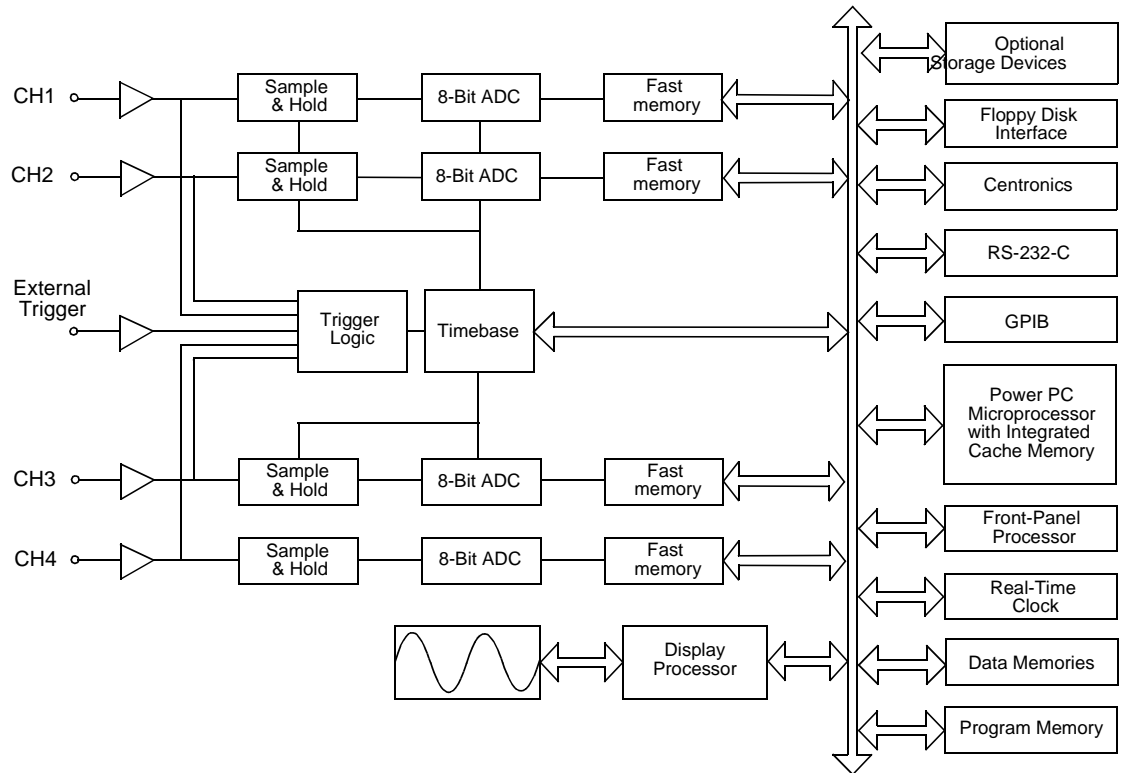 CH1
Sample
& Hold
8-Bit ADC
Fast
memory
CH2
Sample
& Hold
8-Bit ADC
Fast
memory
External
Trigger
Trigger
Logic
Timebase
CH3
Sample
& Hold
8-Bit ADC
Fast
memory
CH4
Sample
& Hold
8-Bit ADC
Fast
memory
Display
Processor
Optional
Storage Devices
Floppy Disk
Interface
Centronics
RS-232-C
GPIB
Power PC
Microprocessor
with Integrated
Cache Memory
Front-Panel
Processor
Real-Time
Clock
Data Memories
Program Memory